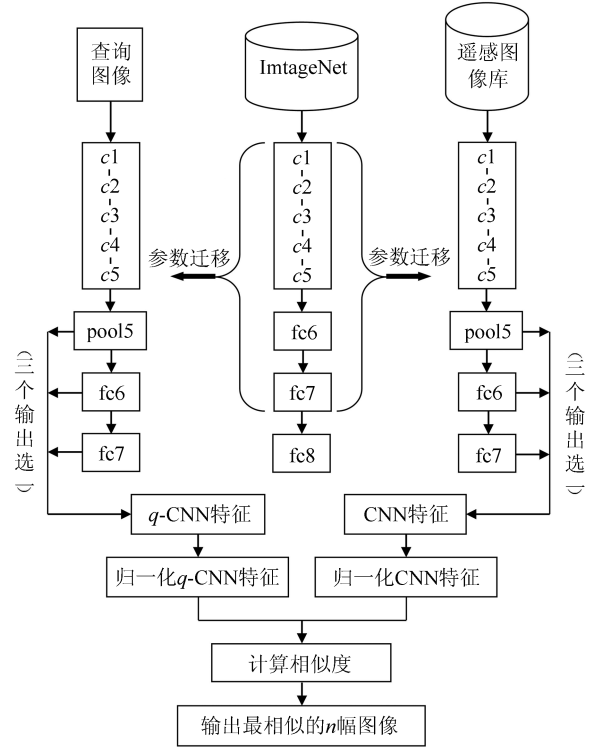 查询
图像
ImtageNet
遥感图
像库
c1
c2
c3
c4
c5
c1
c2
c3
c4
c5
c1
c2
c3
c4
c5
参数迁移
参数迁移
pool5
fc6
fc7
fc6
fc7
fc8
pool5
fc6
fc7
（三个输出选一）
（三个输出选一）
q-CNN特征
CNN特征
归一化q-CNN特征
归一化CNN特征
计算相似度
输出最相似的n幅图像